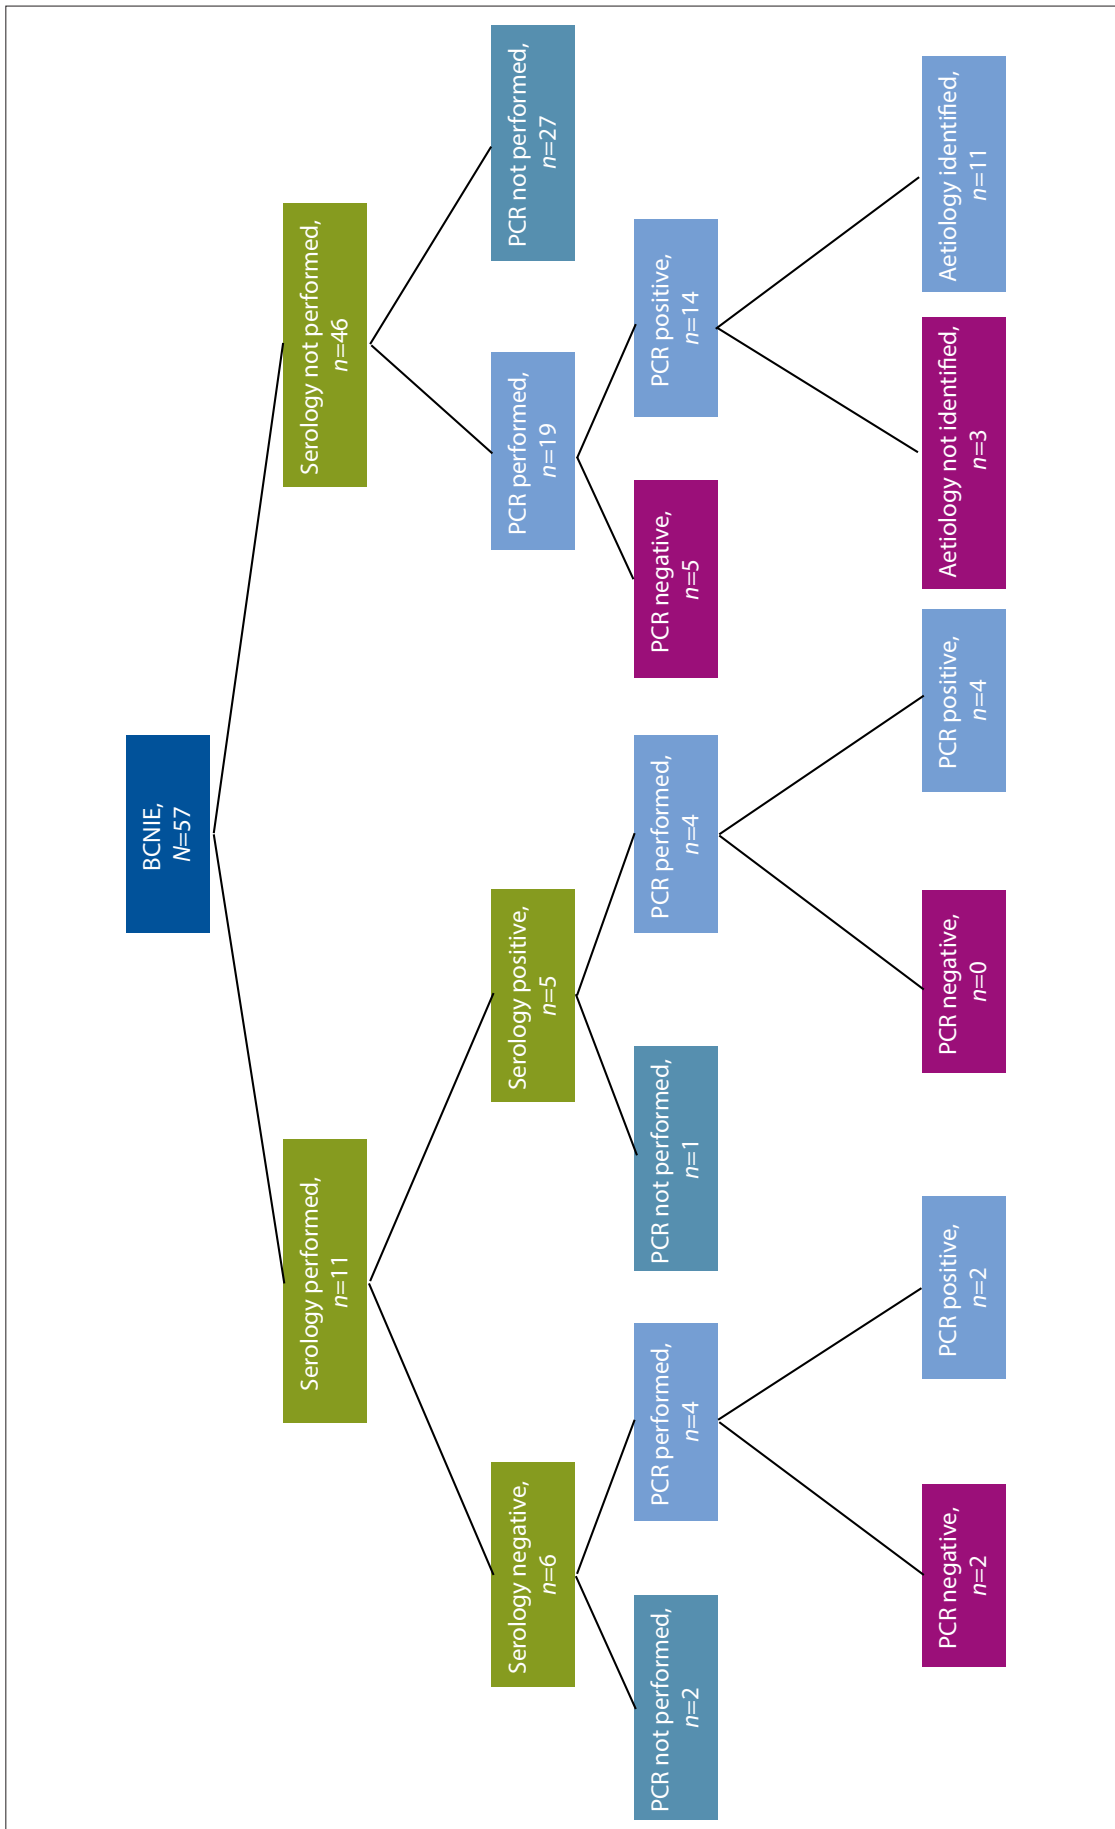 BCNIE,
N=57
Serology performed,
n=11
Serology not performed,
n=46
Serology negative,
n=6
Serology positive,
n=5
PCR performed,
n=19
PCR not performed,
n=27
PCR not performed,
n=2
PCR performed,
n=4
PCR not performed,
n=1
PCR performed,
n=4
PCR negative,
n=5
PCR positive,
n=14
PCR negative,
n=2
PCR positive,
n=2
PCR negative,
n=0
PCR positive,
n=4
Aetiology not identified,
n=3
Aetiology identified,
n=11